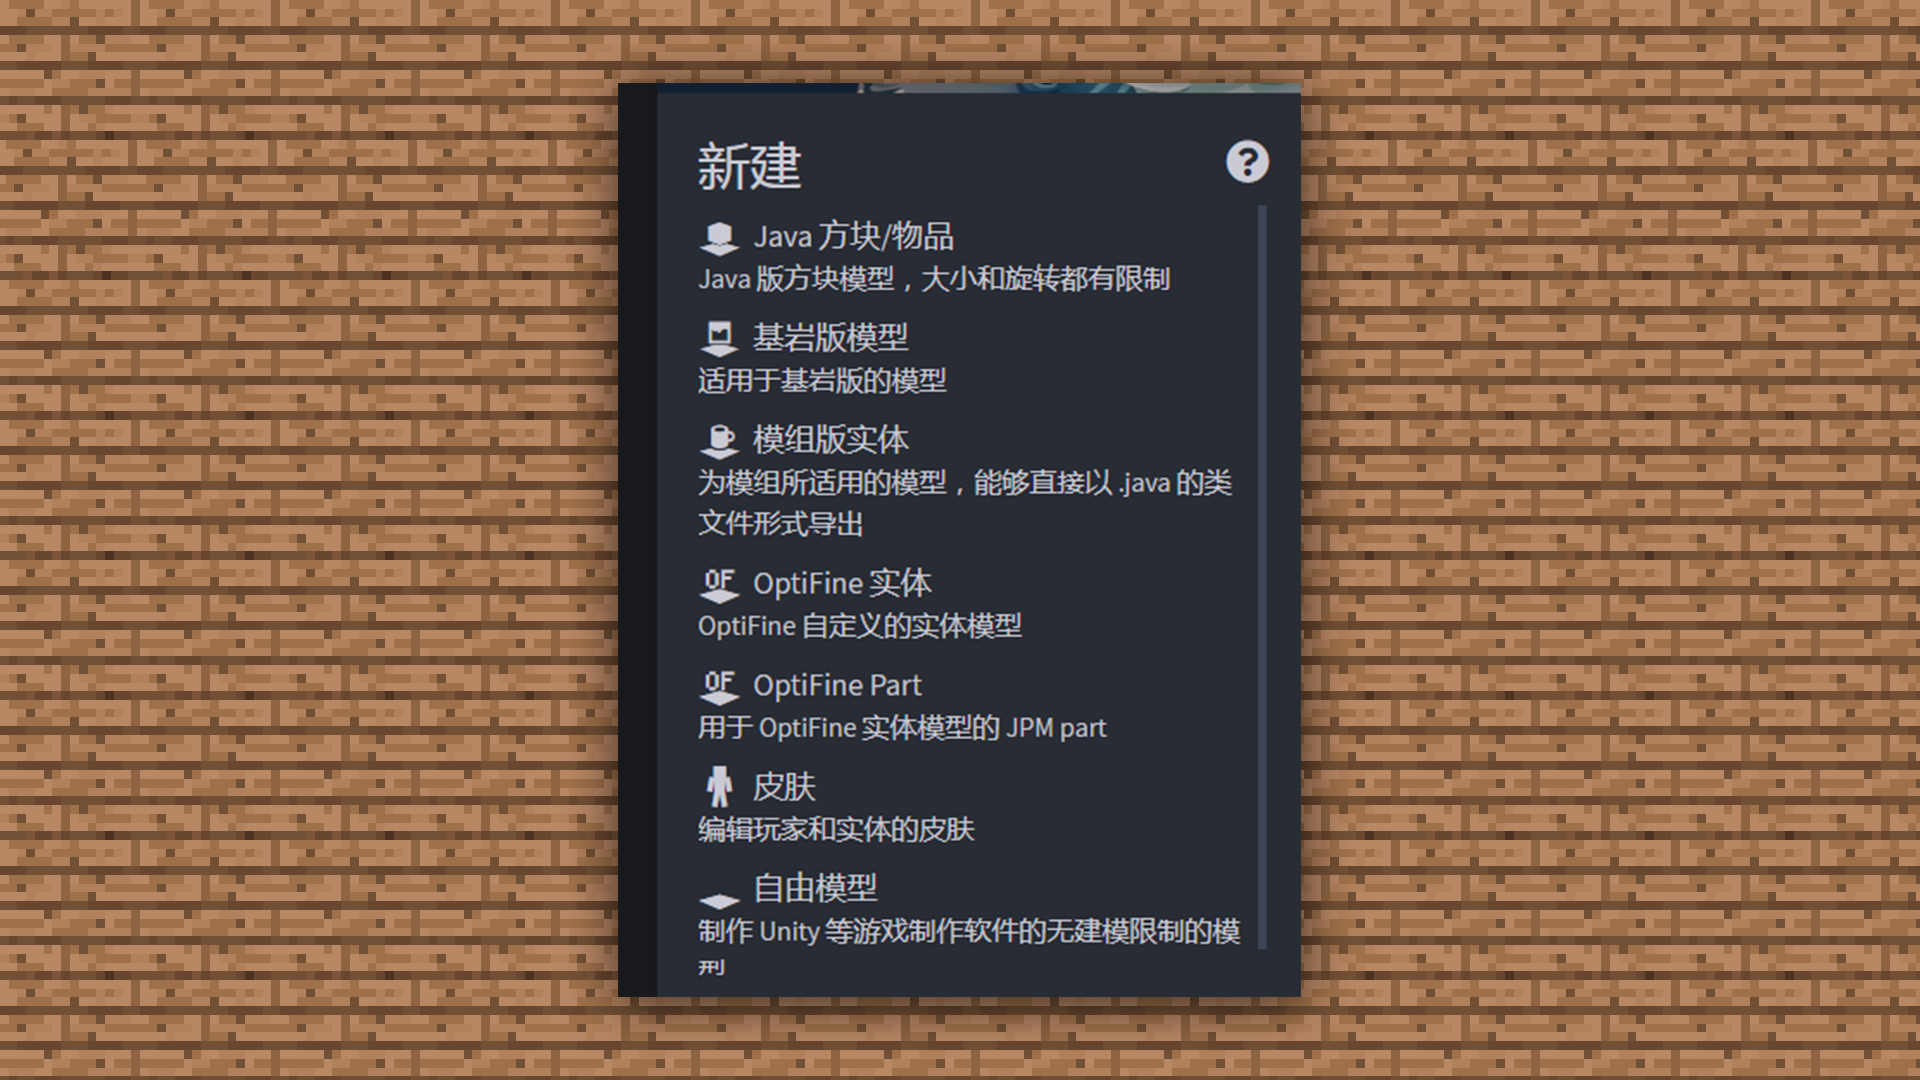 新建
Java 方块/物品
Java 版方块模型，大小和旋转都有限制
基岩版模型
适用于基岩版的模型
模组版实体
为模组所适用的模型，能够直接以 .java 的类
文件形式导出
OptiFine 实体
OptiFine 自定义的实体模型
OptiFine Part
用于 OptiFine 实体模型的 JPM part
皮肤
编辑玩家和实体的皮肤
自由模型
制作 Unity 等游戏制作软件的无建模限制的模
型